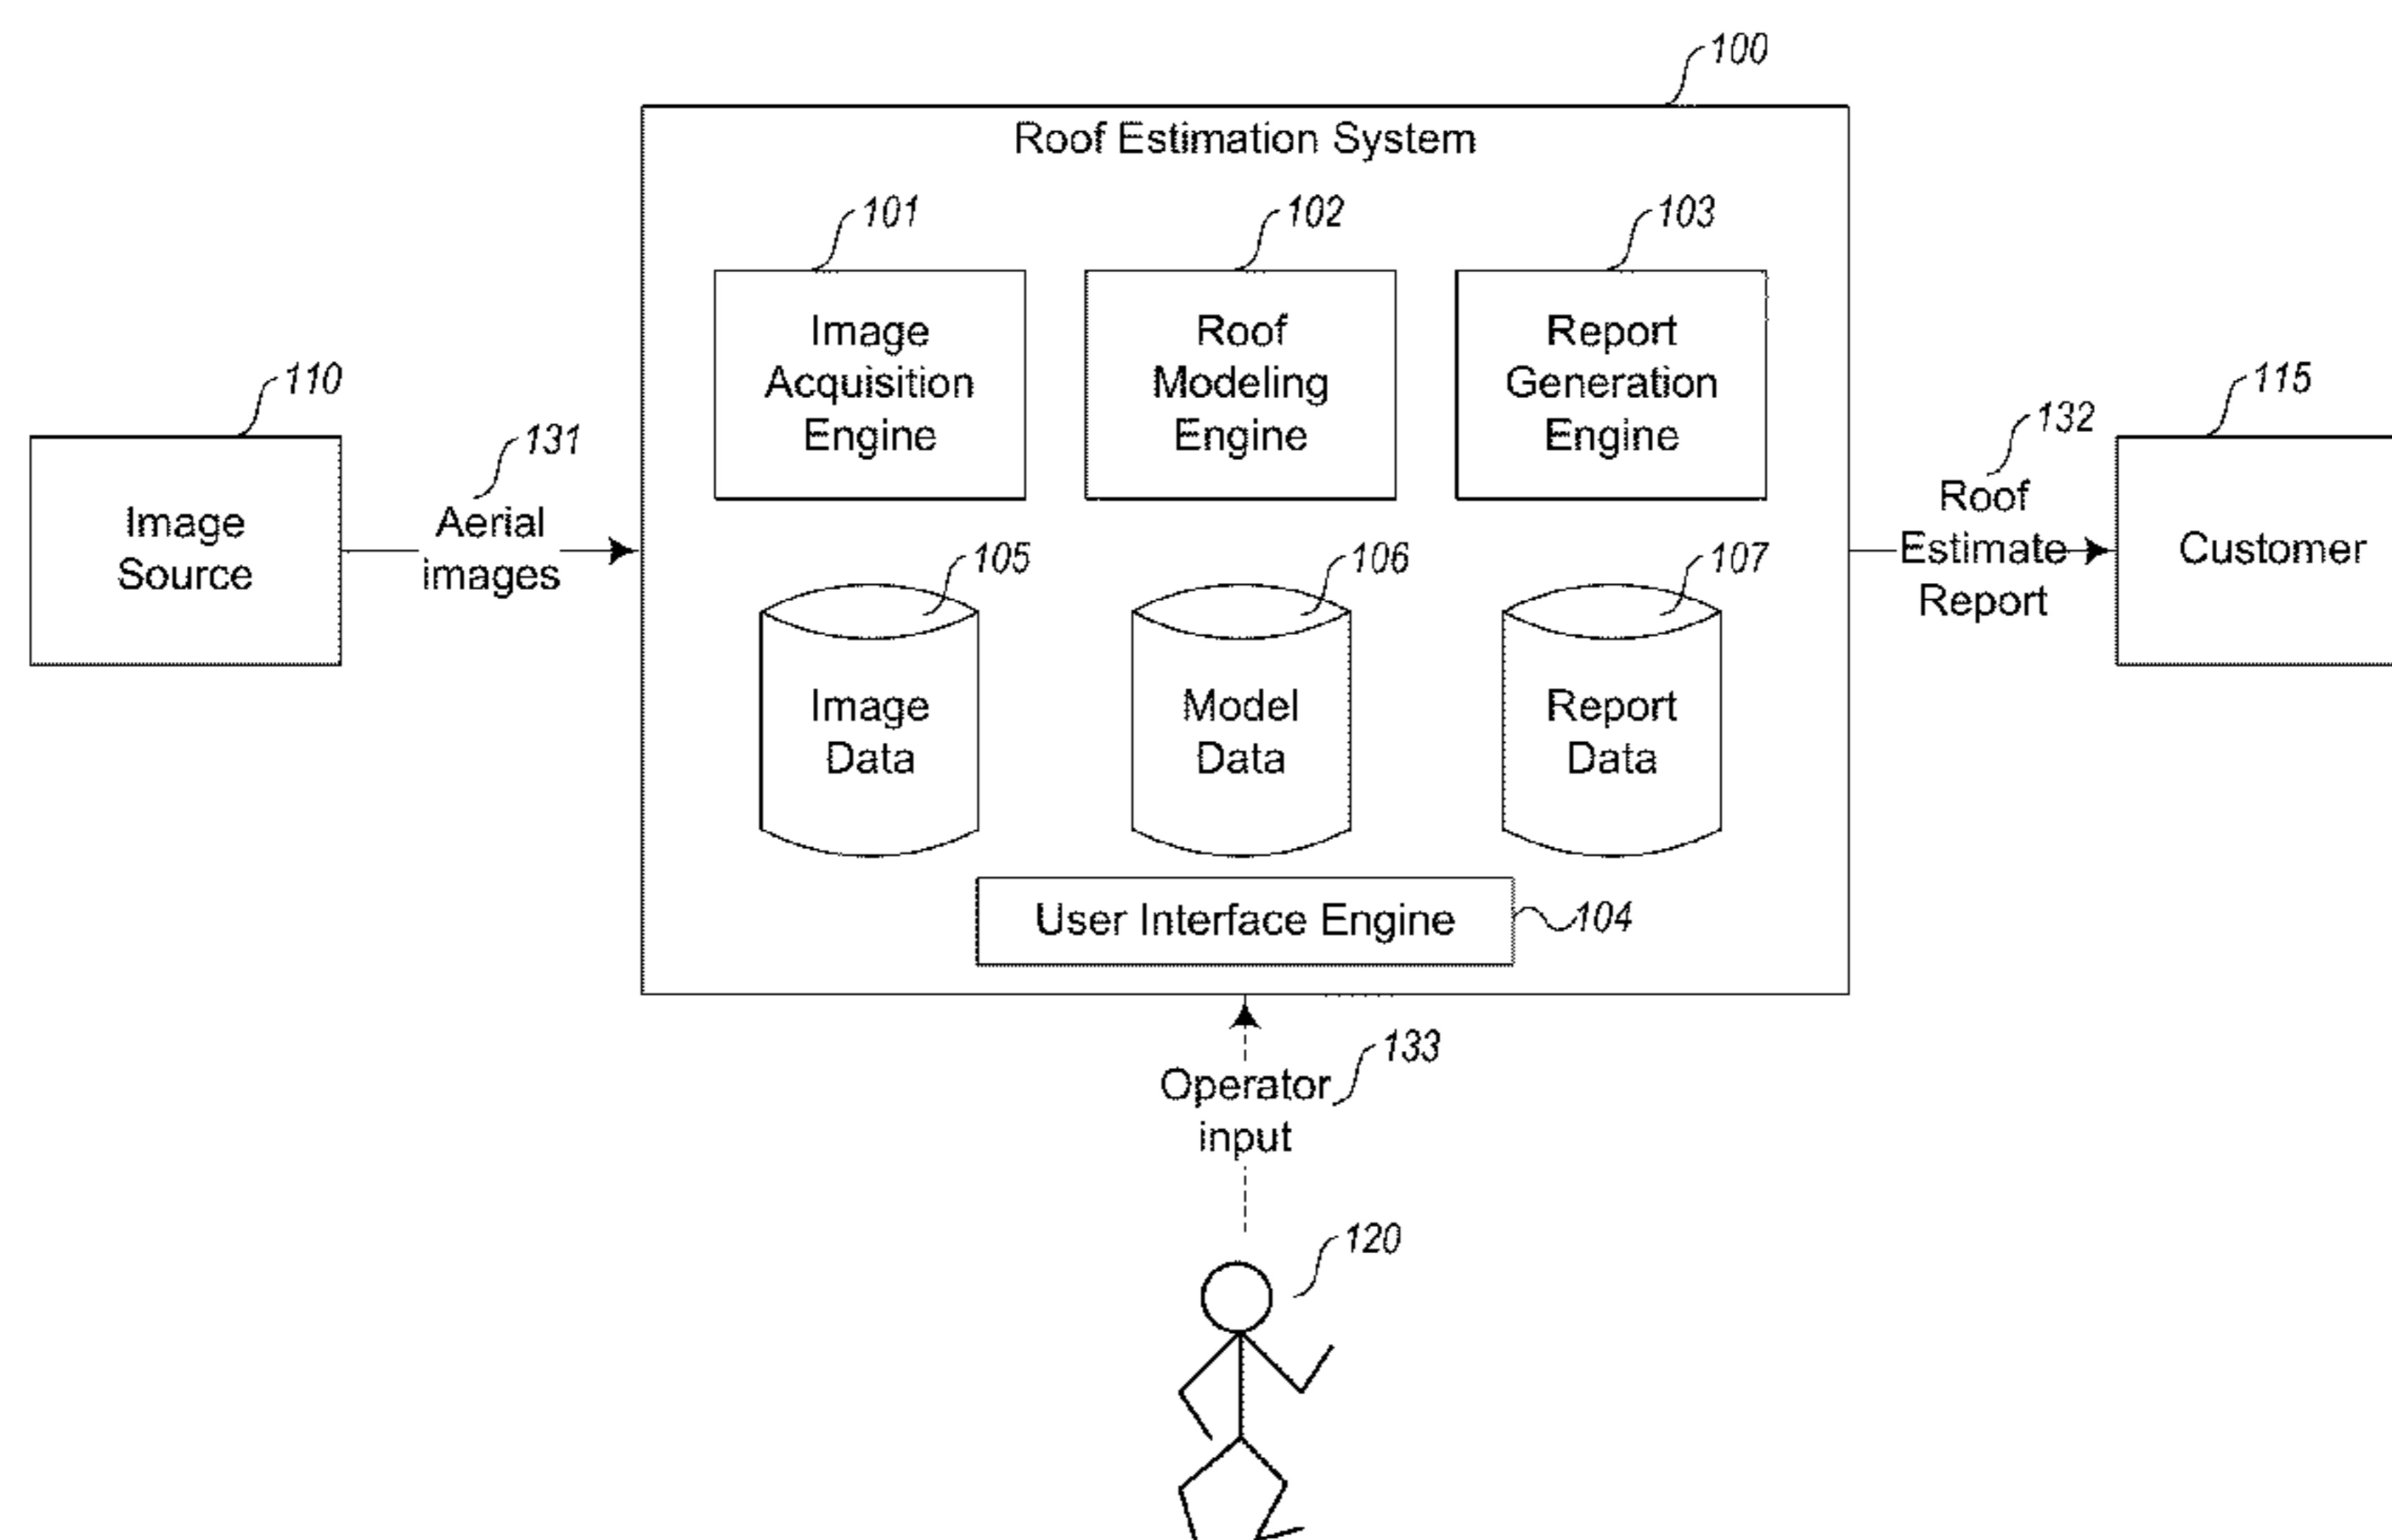 100
Roof Estimation System
101
102
103
Image
Acquisition
Engine
Roof
Modeling
Engine
Report
Generation
Engine
110
Image
Source
131
Aerial
images
132
Roof
Estimate
Report
115
Customer
105
106
107
Image
Data
Model
Data
Report
Data
User Interface Engine
104
133
Operator
input
120